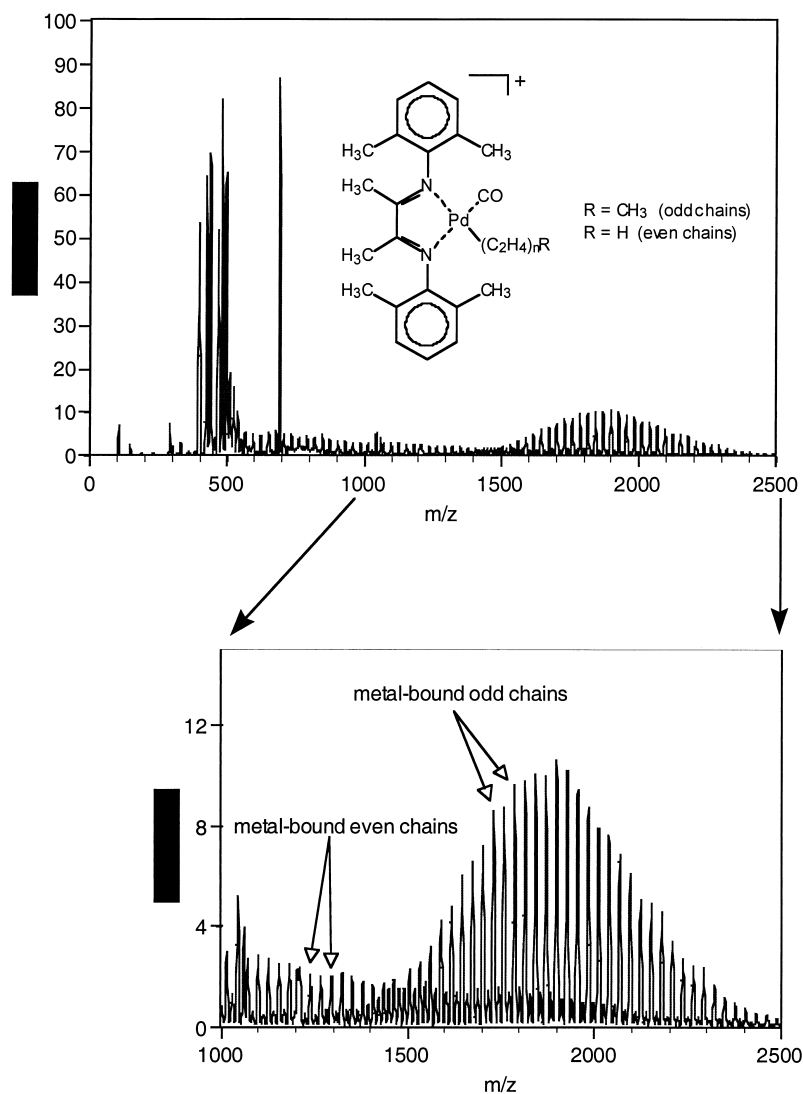 100
90
80
70
60
50
40
30
20
10
0
+
H3C
CH3
H3C
N
CO
Pd
(C2H4)nR
H3C
N
H3C
CH3
R = CH3 (odd chains)
R = H (even chains)
0
500
1000
1500
2000
2500
m/z
metal-bound odd chains
metal-bound even chains
12
8
4
0
1000
1500
2000
2500
m/z